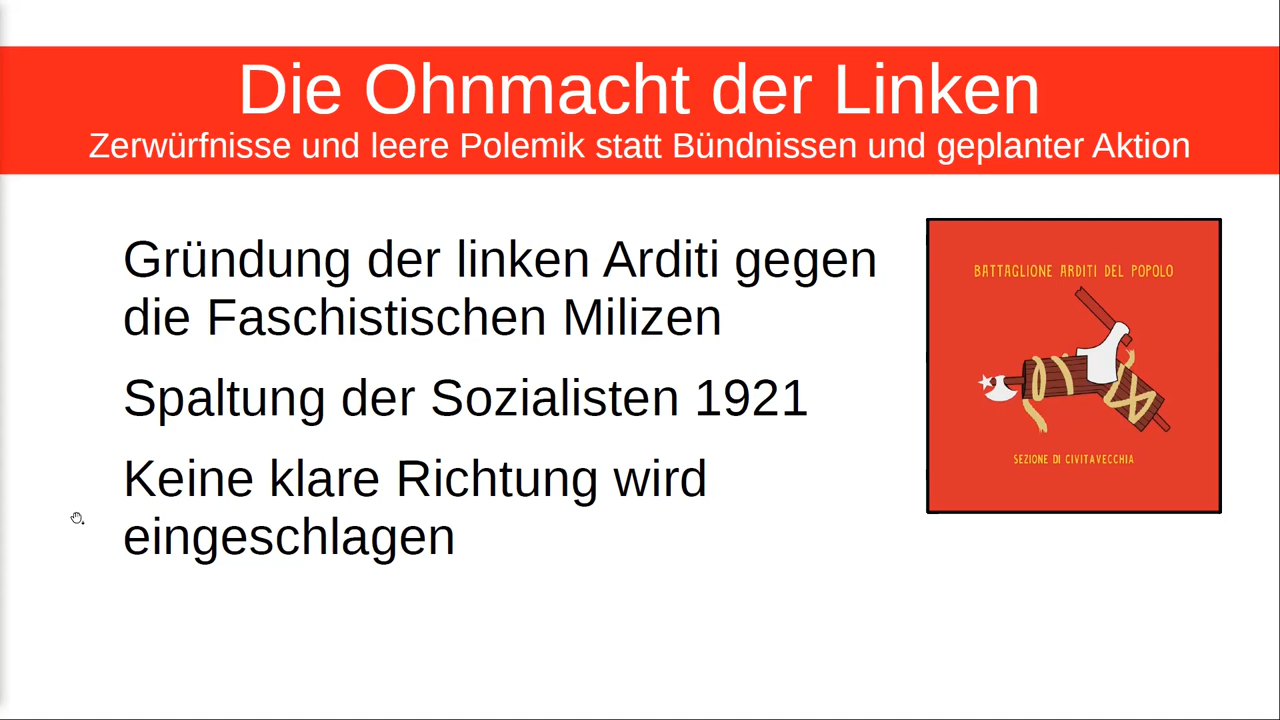 Die Ohnmacht der Linken
Zerwürfnisse und leere Polemik statt Bündnissen und geplanter Aktion
Gründung der linken Arditi gegen
die Faschistischen Milizen
Spaltung der Sozialisten 1921
Keine klare Richtung wird
eingeschlagen
BATTAGLIONE ARDITI DEL POPOLO
SEZIONE DI CIVITAVECCHIA